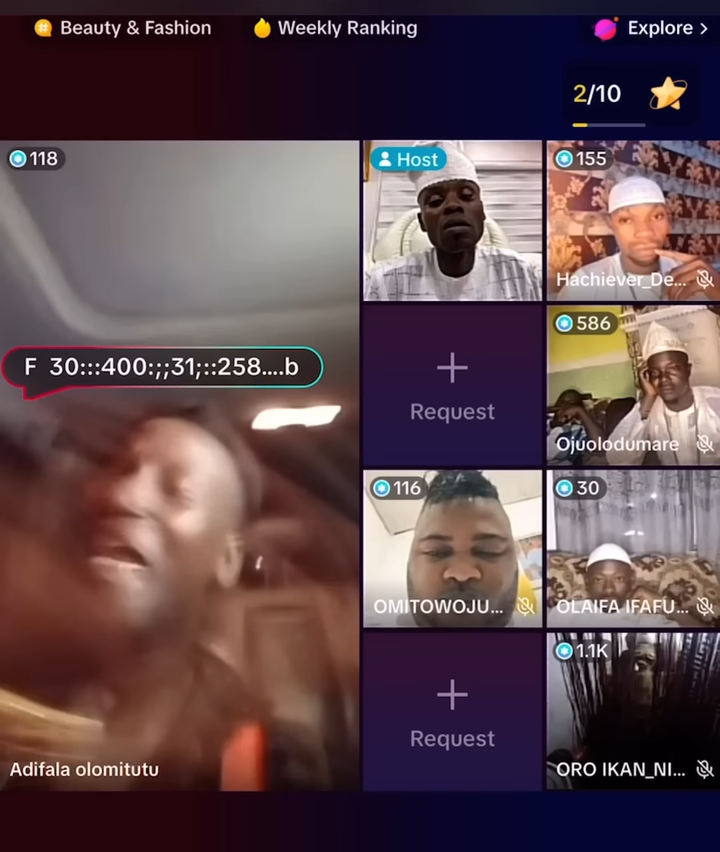 Beauty & Fashion
Weekly Ranking
Explore >
2/10
118
Host
155
Hachiever_De...
F 30:::400:;;31;::258....b
Request
586
Ojuolodumare
116
OMITOWOJU...
30
OLAIFA IFAFU...
Adifala olomitutu
Request
1.1K
ORO IKAN_NI...